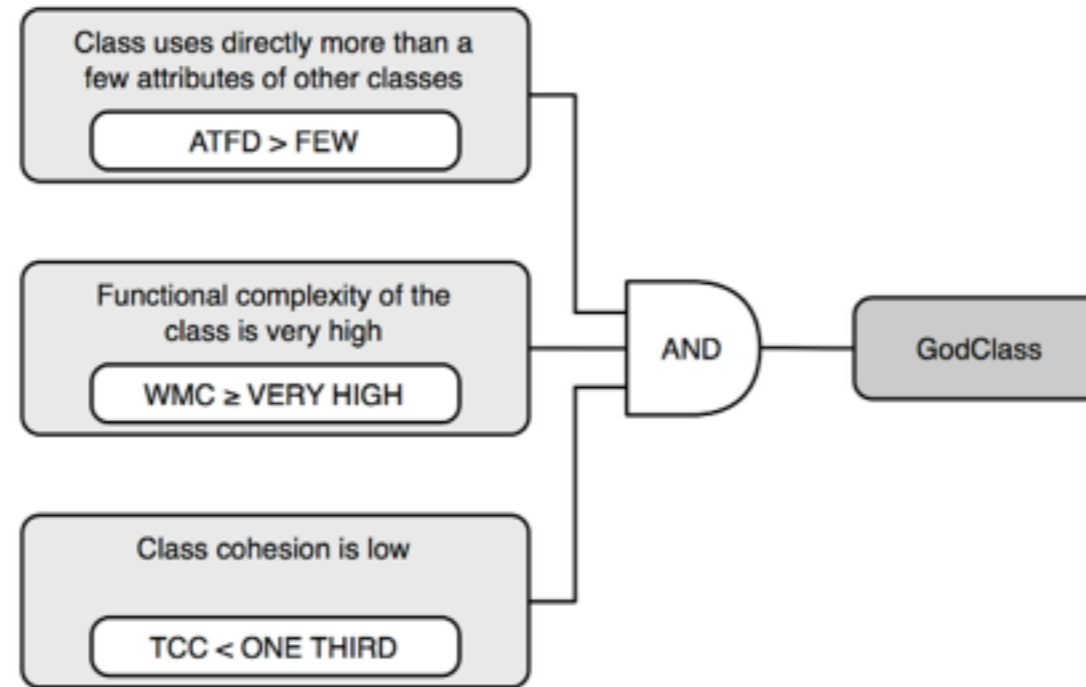 Class uses directly more than a
few attributes of other classes
ATFD > FEW
Functional complexity of the
class is very high
WMC ≥ VERY HIGH
AND
GodClass
Class cohesion is low
TCC < ONE THIRD